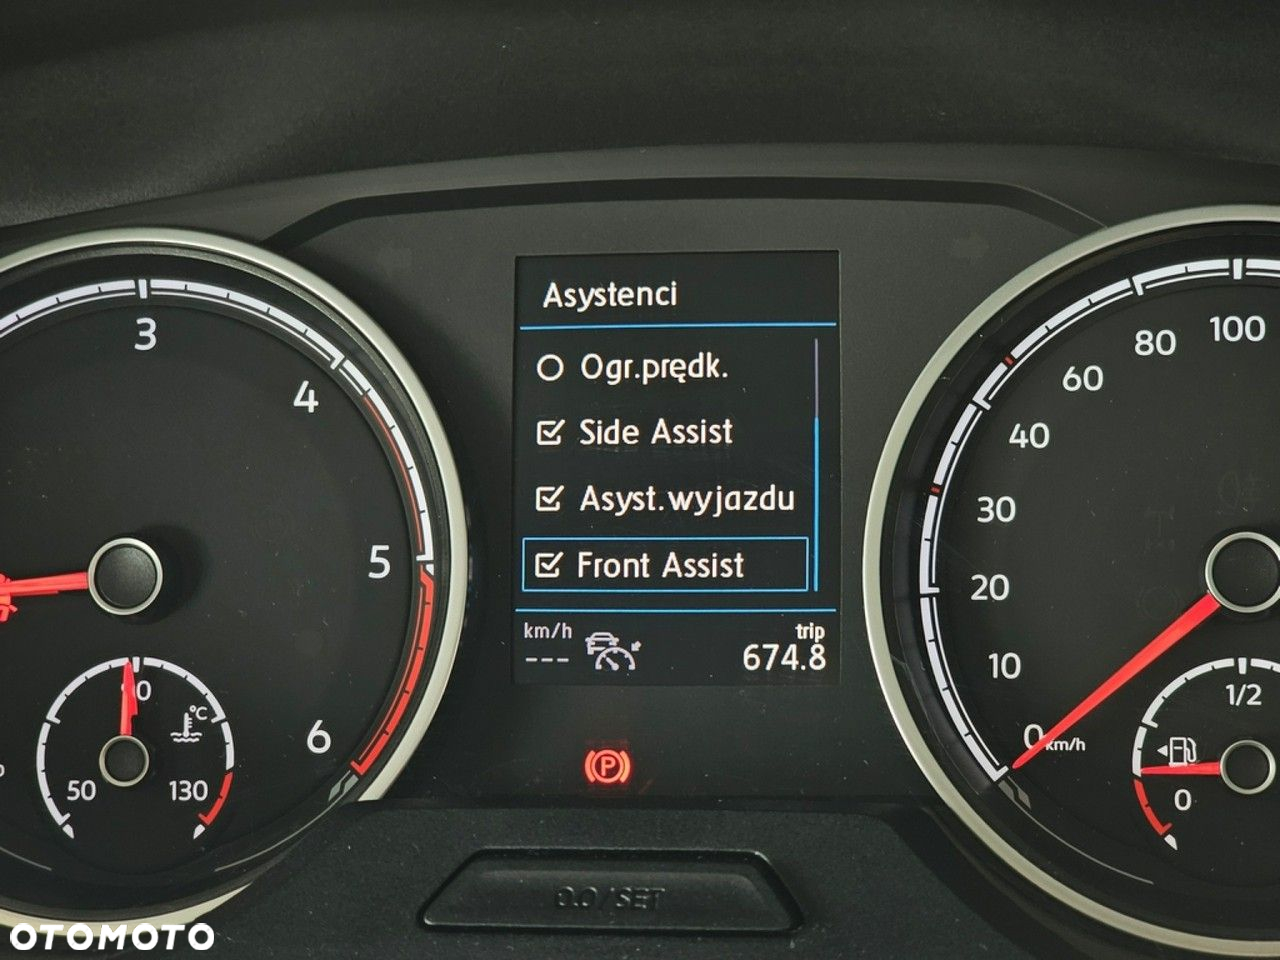 Asystenci
Ogr.prędk.
Side Assist
Asyst.wyjazdu
Front Assist
km/h
trip
---
674.8
3
4
5
6
90
°C
50
130
P
0.0/SET
100
80
60
40
30
20
10
0
km/h
1/2
0
OTOMOTO